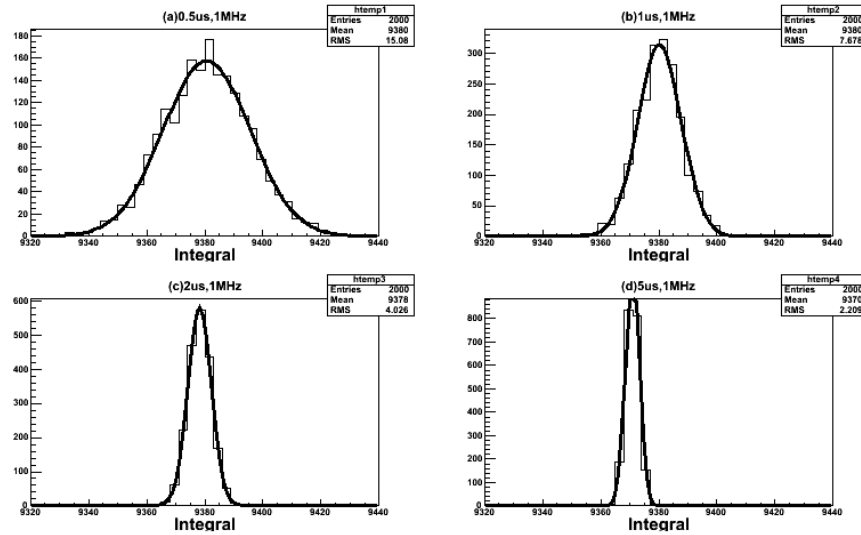 (a)0.5us,1MHz
htemp1
Entries 2000
Mean 9380
RMS 15.08
180
160
140
120
100
80
60
40
20
0
9320 9340 9360 9380 9400 9420 9440
Integral
(b)1us,1MHz
htemp2
Entries 2000
Mean 9380
RMS 7.678
300
250
200
150
100
50
0
9320 9340 9360 9380 9400 9420 9440
Integral
(c)2us,1MHz
htemp3
Entries 2000
Mean 9378
RMS 4.026
600
500
400
300
200
100
0
9320 9340 9360 9380 9400 9420 9440
Integral
(d)5us,1MHz
htemp4
Entries 2000
Mean 9370
RMS 2.209
800
700
600
500
400
300
200
100
0
9320 9340 9360 9380 9400 9420 9440
Integral